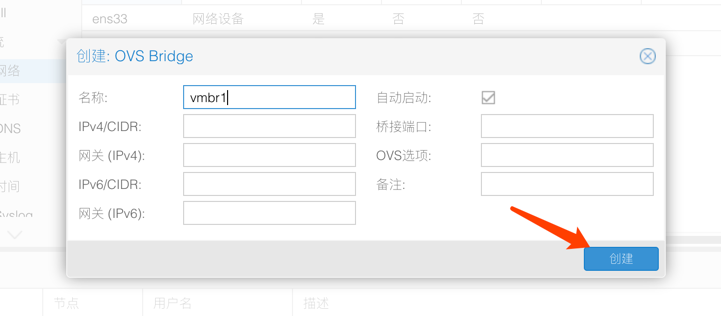 ll
ens33 网络设备 是 否 否
网络
证书
DNS
主机
时间
Syslog
创建: OVS Bridge
名称: vmbr1 自动启动:
IPv4/CIDR: 桥接端口:
网关 (IPv4): OVS选项:
IPv6/CIDR: 备注:
网关 (IPv6):
创建
节点 用户名 描述